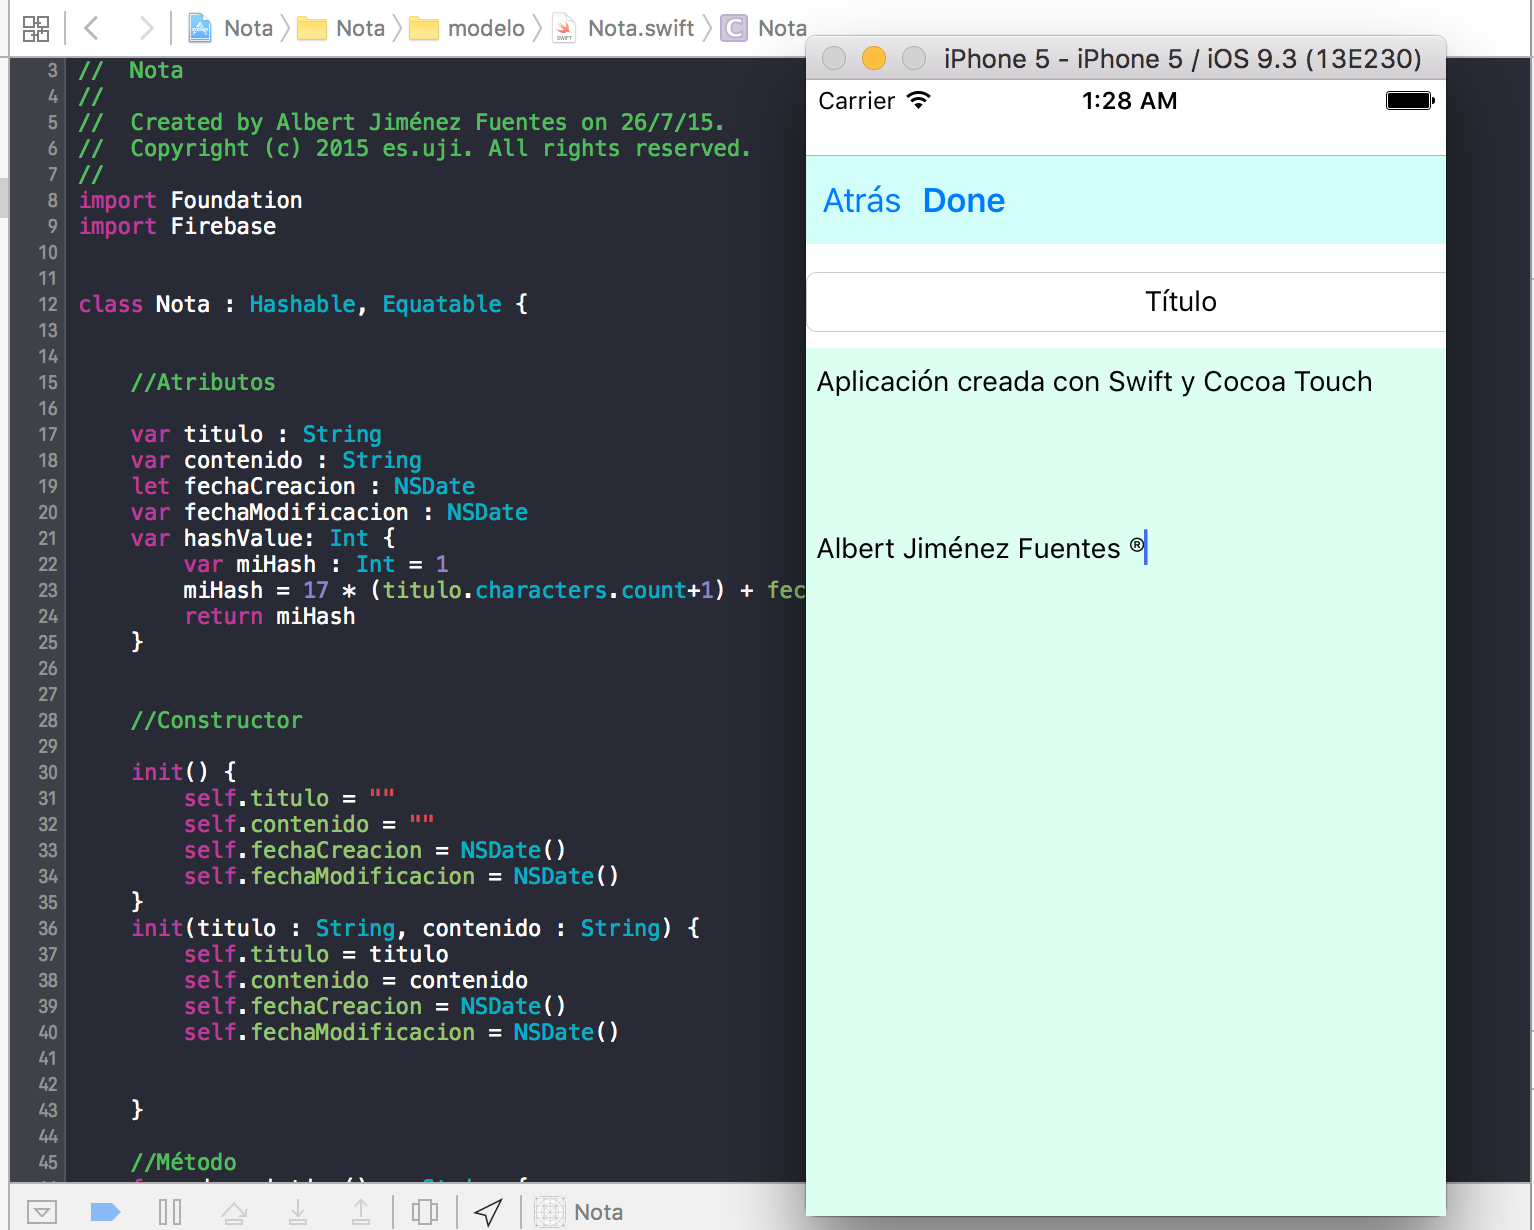 Nota
Nota
modelo
Nota.swift
C
Nota
3 //  Nota
4 //
5 //  Created by Albert Jiménez Fuentes on 26/7/15.
6 //  Copyright (c) 2015 es.uji. All rights reserved.
7 //
8 import Foundation
9 import Firebase
10
11
12 class Nota : Hashable, Equatable {
13
14
15     //Atributos
16
17     var titulo : String
18     var contenido : String
19     let fechaCreacion : NSDate
20     var fechaModificacion : NSDate
21     var hashValue: Int {
22         var miHash : Int = 1
23         miHash = 17 * (titulo.characters.count+1) + fec
24         return miHash
25     }
26
27
28     //Constructor
29
30     init() {
31         self.titulo = ""
32         self.contenido = ""
33         self.fechaCreacion = NSDate()
34         self.fechaModificacion = NSDate()
35     }
36     init(titulo : String, contenido : String) {
37         self.titulo = titulo
38         self.contenido = contenido
39         self.fechaCreacion = NSDate()
40         self.fechaModificacion = NSDate()
41
42
43     }
44
45     //Método
Nota
iPhone 5 - iPhone 5 / iOS 9.3 (13E230)
Carrier 1:28 AM
Atrás Done
Título
Aplicación creada con Swift y Cocoa Touch
Albert Jiménez Fuentes ®